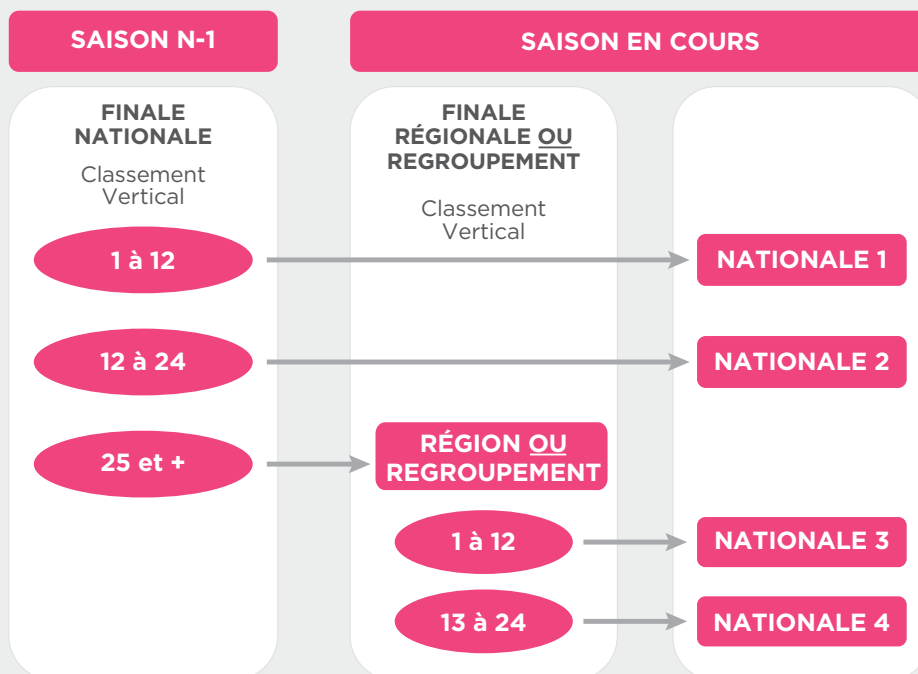 SAISON N-1
SAISON EN COURS
FINALE
NATIONALE
Classement
Vertical
FINALE
RÉGIONALE OU
REGROUPEMENT
Classement
Vertical
1 à 12
NATIONALE 1
12 à 24
NATIONALE 2
25 et +
RÉGION OU
REGROUPEMENT
1 à 12
NATIONALE 3
13 à 24
NATIONALE 4